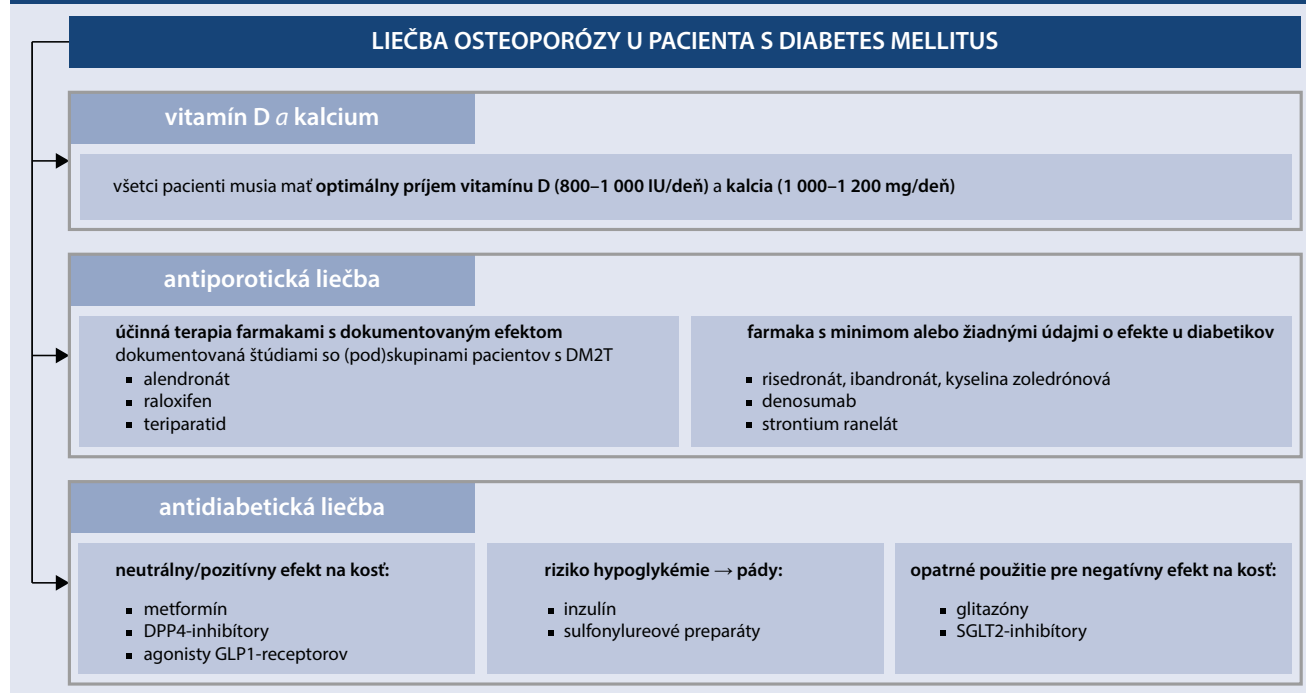 LIEČBA OSTEOPORÓZY U PACIENTA S DIABETES MELLITUS
vitamín D a kalcium
všetci pacienti musia mať optimálny príjem vitamínu D (800–1 000 IU/deň) a kalcia (1 000–1 200 mg/deň)
antiporotická liečba
účinná terapia farmakami s dokumentovaným efektom
dokumentovaná štúdiami so (pod)skupinami pacientov s DM2T
▪ alendronát
▪ raloxifen
▪ teriparatid
farmaka s minimom alebo žiadnými údajmi o efekte u diabetikov
▪ risedronát, ibandronát, kyselina zoledrónová
▪ denosumab
▪ strontium ranelát
antidiabetická liečba
neutrálny/pozitívny efekt na kosť:
▪ metformín
▪ DPP4-inhibítory
▪ agonisty GLP1-receptorov
riziko hypoglykémie → pády:
▪ inzulín
▪ sulfonylureové preparáty
opatrné použitie pre negatívny efekt na kosť:
▪ glitazóny
▪ SGLT2-inhibítory